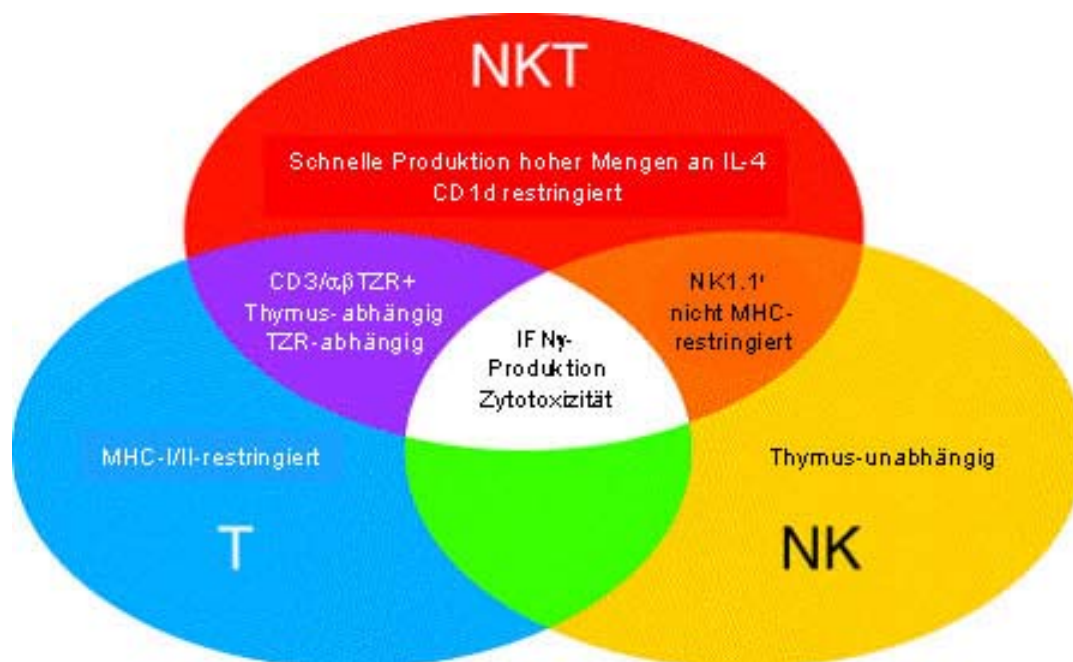 NKT
Schnelle Produktion hoher Mengen an IL-4
CD1d restringiert
CD3/αβTZR+
Thymus-abhängig
TZR-abhängig
NK1.1⁺
nicht MHC-
restringiert
IFNγ-
Produktion
Zytotoxizität
MHC-I/II-restringiert
Thymus-unabhängig
T
NK